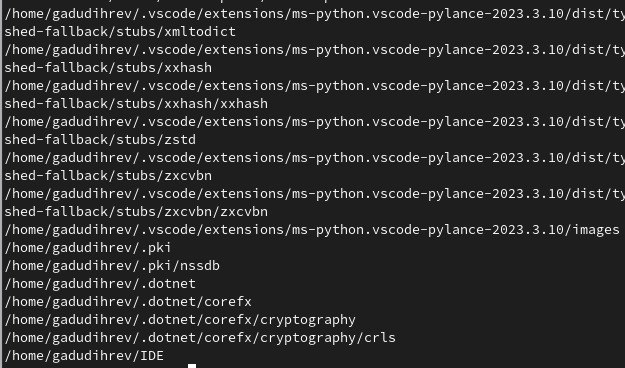 /home/gadudihrev/.vscode/extensions/ms-python.vscode-pylance-2023.3.10/dist/ty
shed-fallback/stubs/xmltodict
/home/gadudihrev/.vscode/extensions/ms-python.vscode-pylance-2023.3.10/dist/ty
shed-fallback/stubs/xxhash
/home/gadudihrev/.vscode/extensions/ms-python.vscode-pylance-2023.3.10/dist/ty
shed-fallback/stubs/xxhash/xxhash
/home/gadudihrev/.vscode/extensions/ms-python.vscode-pylance-2023.3.10/dist/ty
shed-fallback/stubs/zstd
/home/gadudihrev/.vscode/extensions/ms-python.vscode-pylance-2023.3.10/dist/ty
shed-fallback/stubs/zxcvbn
/home/gadudihrev/.vscode/extensions/ms-python.vscode-pylance-2023.3.10/dist/ty
shed-fallback/stubs/zxcvbn/zxcvbn
/home/gadudihrev/.vscode/extensions/ms-python.vscode-pylance-2023.3.10/images
/home/gadudihrev/.pki
/home/gadudihrev/.pki/nssdb
/home/gadudihrev/.dotnet
/home/gadudihrev/.dotnet/corefx
/home/gadudihrev/.dotnet/corefx/cryptography
/home/gadudihrev/.dotnet/corefx/cryptography/crls
/home/gadudihrev/IDE